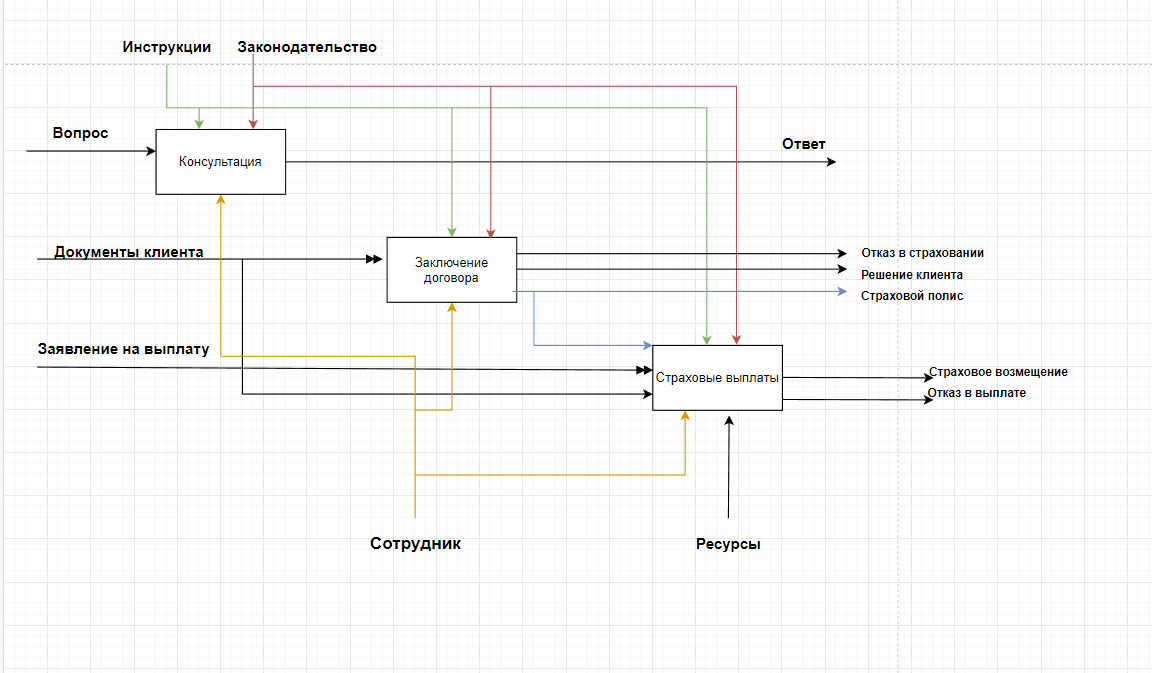 Инструкции
Законодательство
Вопрос
Ответ
Консультация
Документы клиента
Заключение
договора
Отказ в страховании
Решение клиента
Страховой полис
Заявление на выплату
Страховые выплаты
Страховое возмещение
Отказ в выплате
Сотрудник
Ресурсы